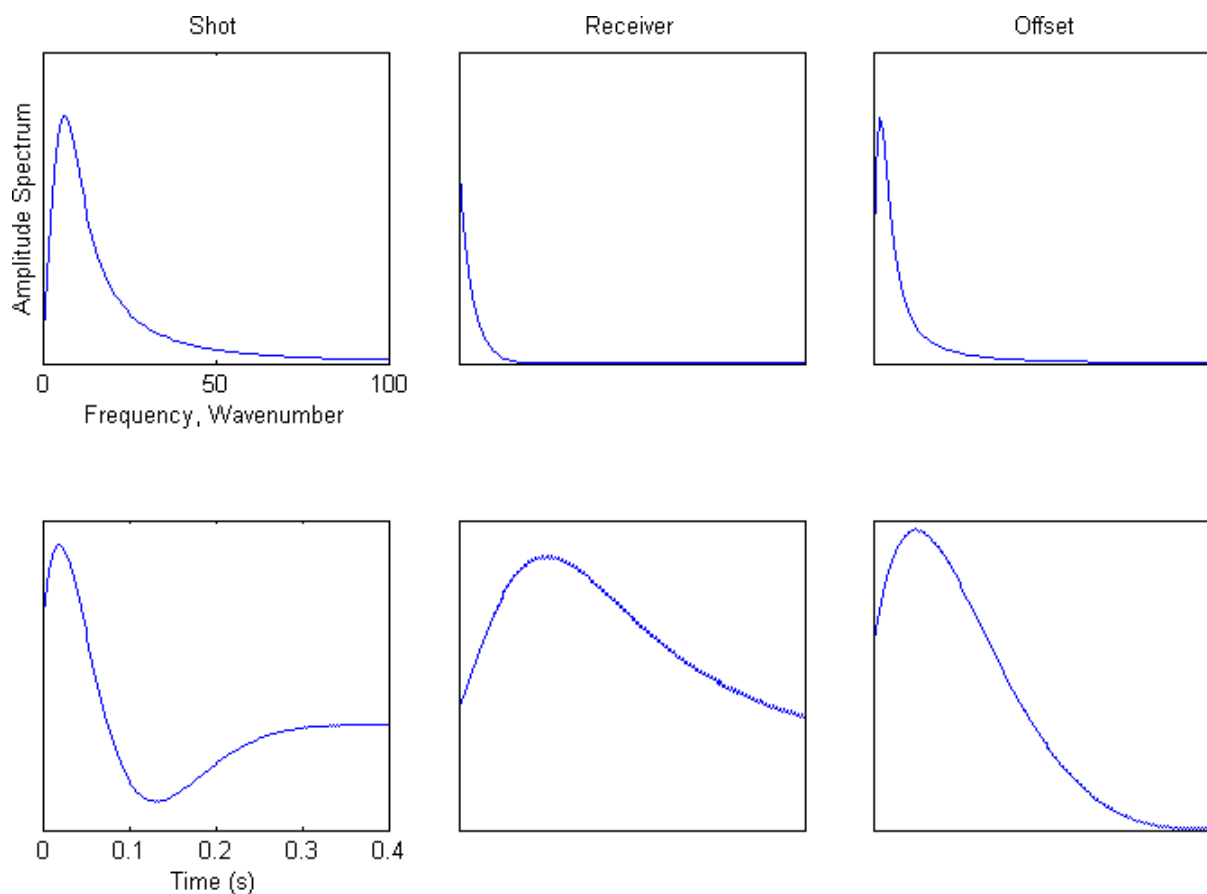 Shot Receiver Offset
Amplitude Spectrum
0 50 100
Frequency, Wavenumber
0 0.1 0.2 0.3 0.4
Time (s)